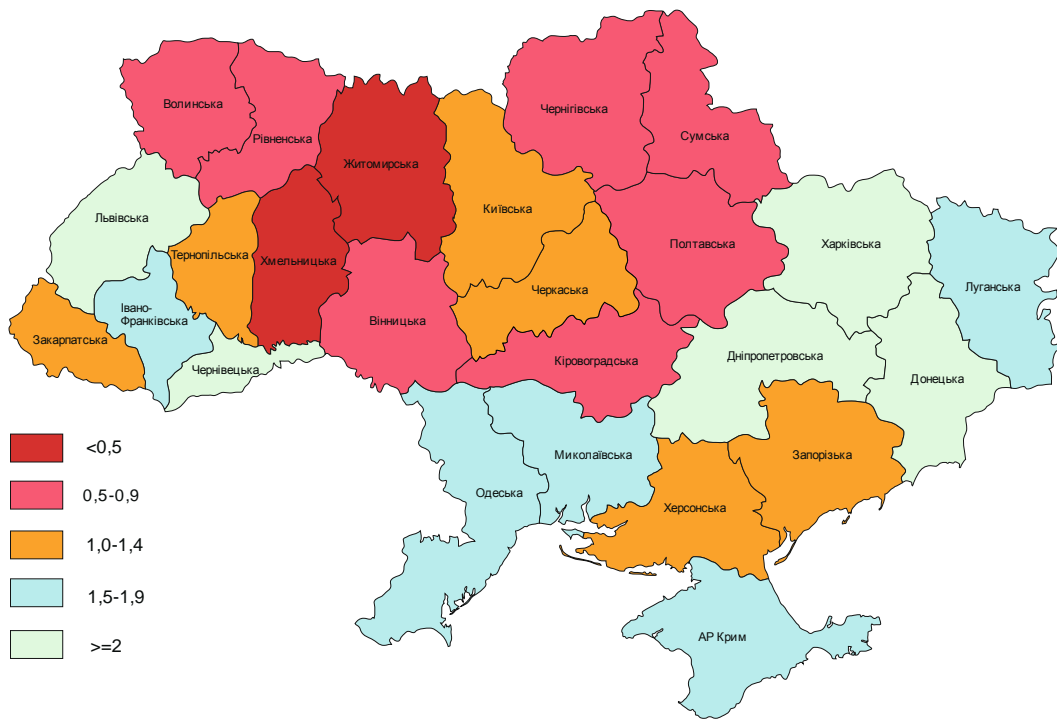 Волинська
Рівненська
Житомирська
Чернігівська
Сумська
Київська
Львівська
Тернопільська
Хмельницька
Полтавська
Харківська
Луганська
Івано-
Франківська
Закарпатська
Чернівецька
Вінницька
Черкаська
Кіровоградська
Дніпропетровська
Донецька
Миколаївська
Одеська
Запорізька
Херсонська
АР Крим
<0,5
0,5-0,9
1,0-1,4
1,5-1,9
>=2